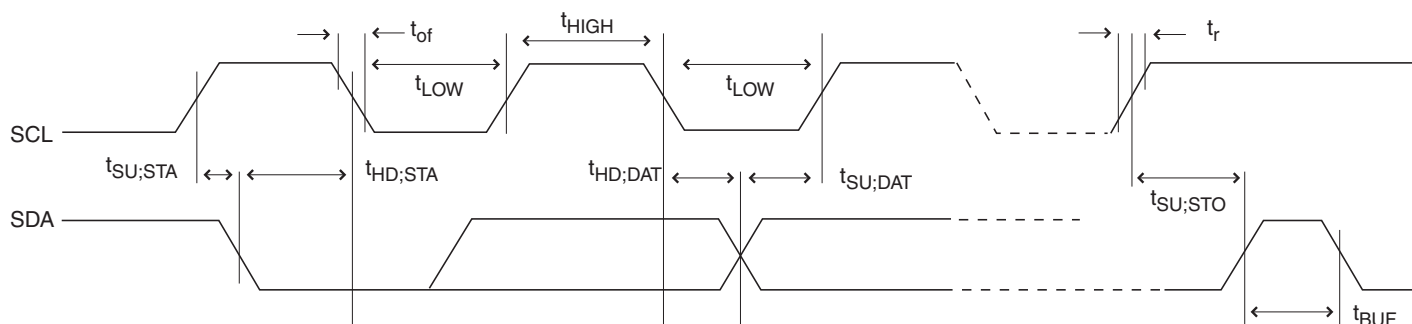 t_of
t_HIGH
t_r
t_LOW
t_LOW
SCL
t_SU;STA
t_HD;STA
t_HD;DAT
t_SU;DAT
t_SU;STO
SDA
t_BUF